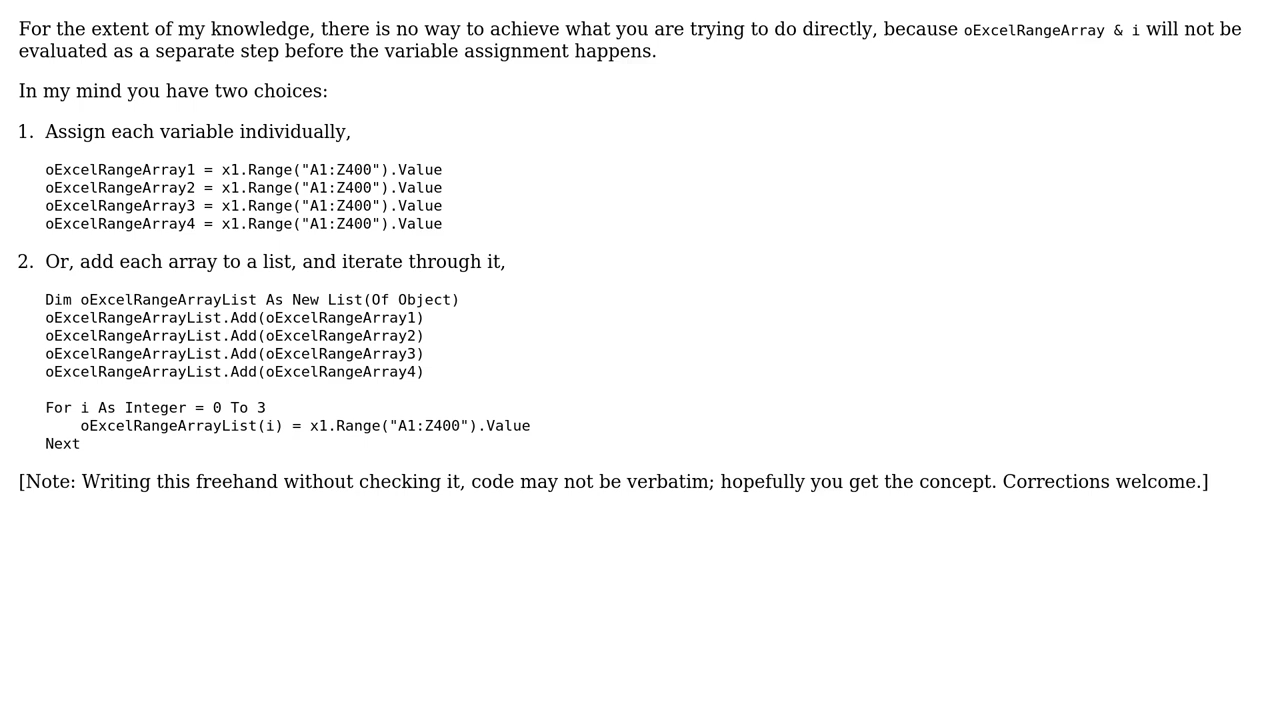 For the extent of my knowledge, there is no way to achieve what you are trying to do directly, because oExcelRangeArray & i will not be
evaluated as a separate step before the variable assignment happens.
In my mind you have two choices:
1. Assign each variable individually,
oExcelRangeArray1 = x1.Range("A1:Z400").Value
oExcelRangeArray2 = x1.Range("A1:Z400").Value
oExcelRangeArray3 = x1.Range("A1:Z400").Value
oExcelRangeArray4 = x1.Range("A1:Z400").Value
2. Or, add each array to a list, and iterate through it,
Dim oExcelRangeArrayList As New List(Of Object)
oExcelRangeArrayList.Add(oExcelRangeArray1)
oExcelRangeArrayList.Add(oExcelRangeArray2)
oExcelRangeArrayList.Add(oExcelRangeArray3)
oExcelRangeArrayList.Add(oExcelRangeArray4)
For i As Integer = 0 To 3
    oExcelRangeArrayList(i) = x1.Range("A1:Z400").Value
Next
[Note: Writing this freehand without checking it, code may not be verbatim; hopefully you get the concept. Corrections welcome.]